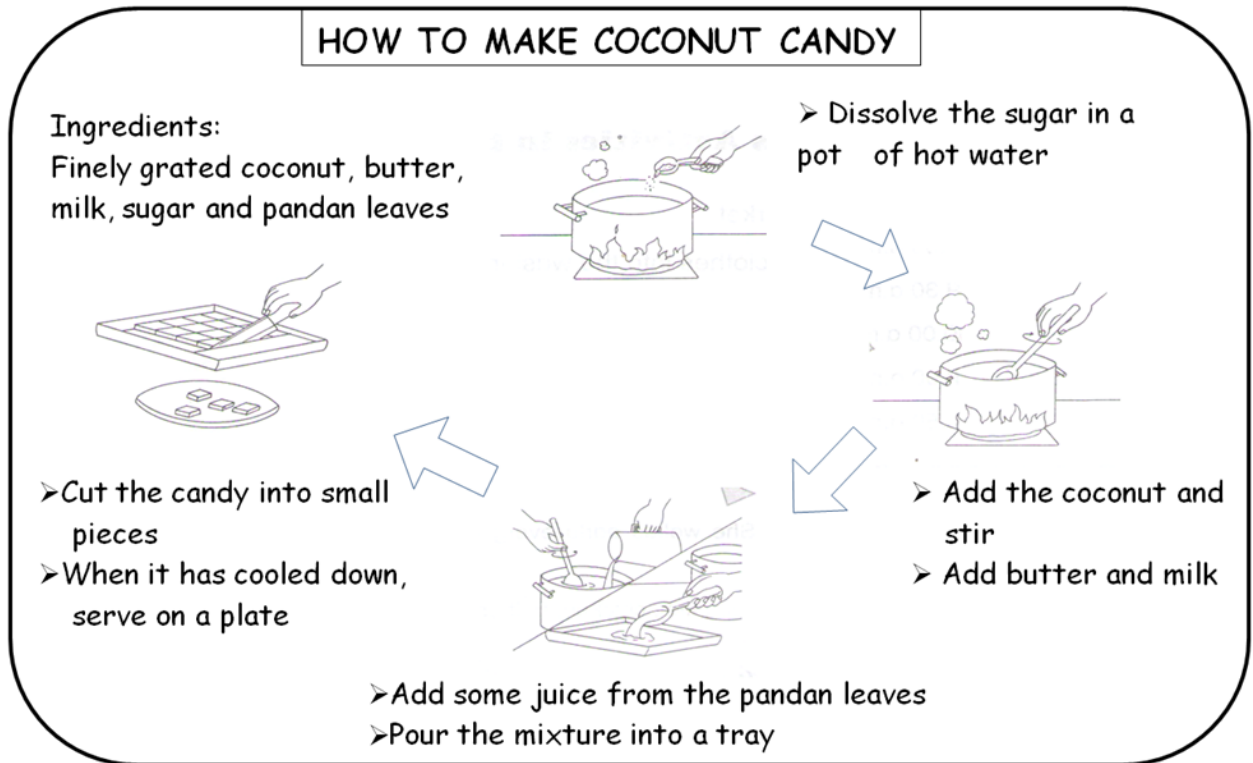 HOW TO MAKE COCONUT CANDY
Ingredients:
Finely grated coconut, butter,
milk, sugar and pandan leaves
➢ Dissolve the sugar in a
pot of hot water
➢ Add the coconut and
stir
➢ Add butter and milk
➢Add some juice from the pandan leaves
➢Pour the mixture into a tray
➢Cut the candy into small
pieces
➢When it has cooled down,
serve on a plate